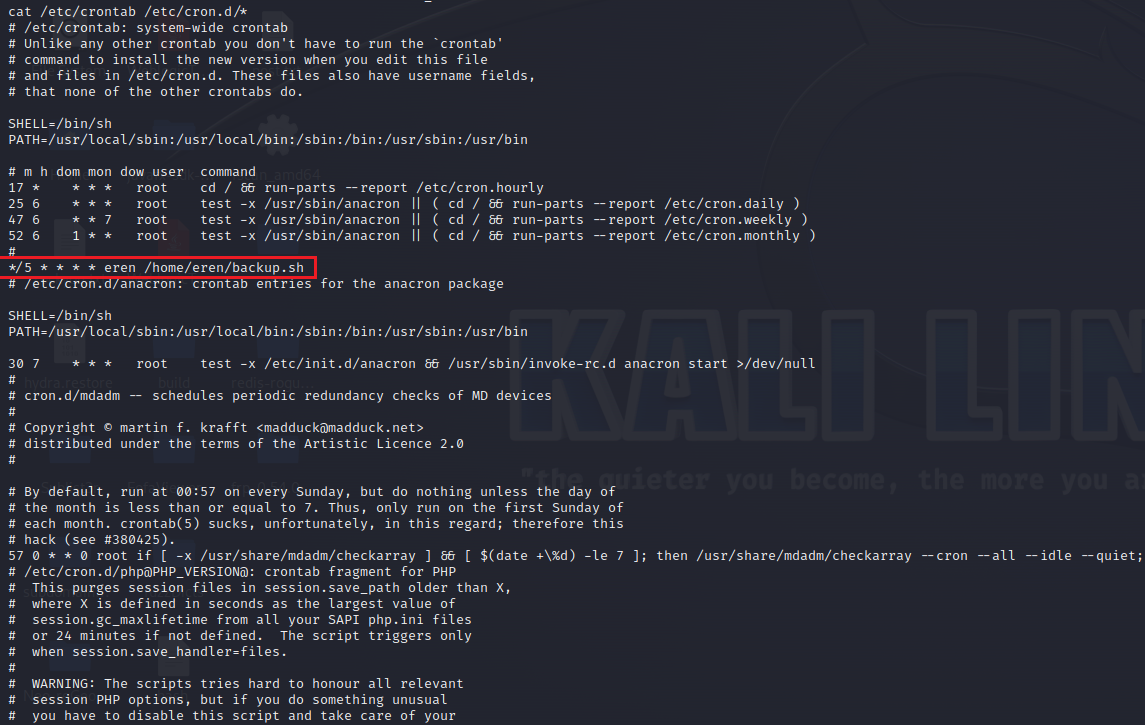 cat /etc/crontab /etc/cron.d/*
# /etc/crontab: system-wide crontab
# Unlike any other crontab you don't have to run the `crontab'
# command to install the new version when you edit this file
# and files in /etc/cron.d. These files also have username fields,
# that none of the other crontabs do.
SHELL=/bin/sh
PATH=/usr/local/sbin:/usr/local/bin:/sbin:/bin:/usr/sbin:/usr/bin
# m h dom mon dow user  command
17 *    * * *   root    cd / && run-parts --report /etc/cron.hourly
25 6    * * *   root    test -x /usr/sbin/anacron || ( cd / && run-parts --report /etc/cron.daily )
47 6    * * 7   root    test -x /usr/sbin/anacron || ( cd / && run-parts --report /etc/cron.weekly )
52 6    1 * *   root    test -x /usr/sbin/anacron || ( cd / && run-parts --report /etc/cron.monthly )
#
*/5 * * * * eren /home/eren/backup.sh
# /etc/cron.d/anacron: crontab entries for the anacron package
SHELL=/bin/sh
PATH=/usr/local/sbin:/usr/local/bin:/sbin:/bin:/usr/sbin:/usr/bin
30 7    * * *   root    test -x /etc/init.d/anacron && /usr/sbin/invoke-rc.d anacron start >/dev/null
#
# cron.d/mdadm -- schedules periodic redundancy checks of MD devices
#
# Copyright © martin f. krafft <madduck@madduck.net>
# distributed under the terms of the Artistic Licence 2.0
#
# By default, run at 00:57 on every Sunday, but do nothing unless the day of
# the month is less than or equal to 7. Thus, only run on the first Sunday of
# each month. crontab(5) sucks, unfortunately, in this regard; therefore this
# hack (see #380425).
57 0 * * 0 root if [ -x /usr/share/mdadm/checkarray ] && [ $(date +\%d) -le 7 ]; then /usr/share/mdadm/checkarray --cron --all --idle --quiet;
# /etc/cron.d/php@PHP_VERSION@: crontab fragment for PHP
#  This purges session files in session.save_path older than X,
#  where X is defined in seconds as the largest value of
#  session.gc_maxlifetime from all your SAPI php.ini files
#  or 24 minutes if not defined.  The script triggers only
#  when session.save_handler=files.
#
#  WARNING: The scripts tries hard to honour all relevant
#  session PHP options, but if you do something unusual
#  you have to disable this script and take care of your
KALI LIN
"the quieter you become, the more you a
hydra.restore
build